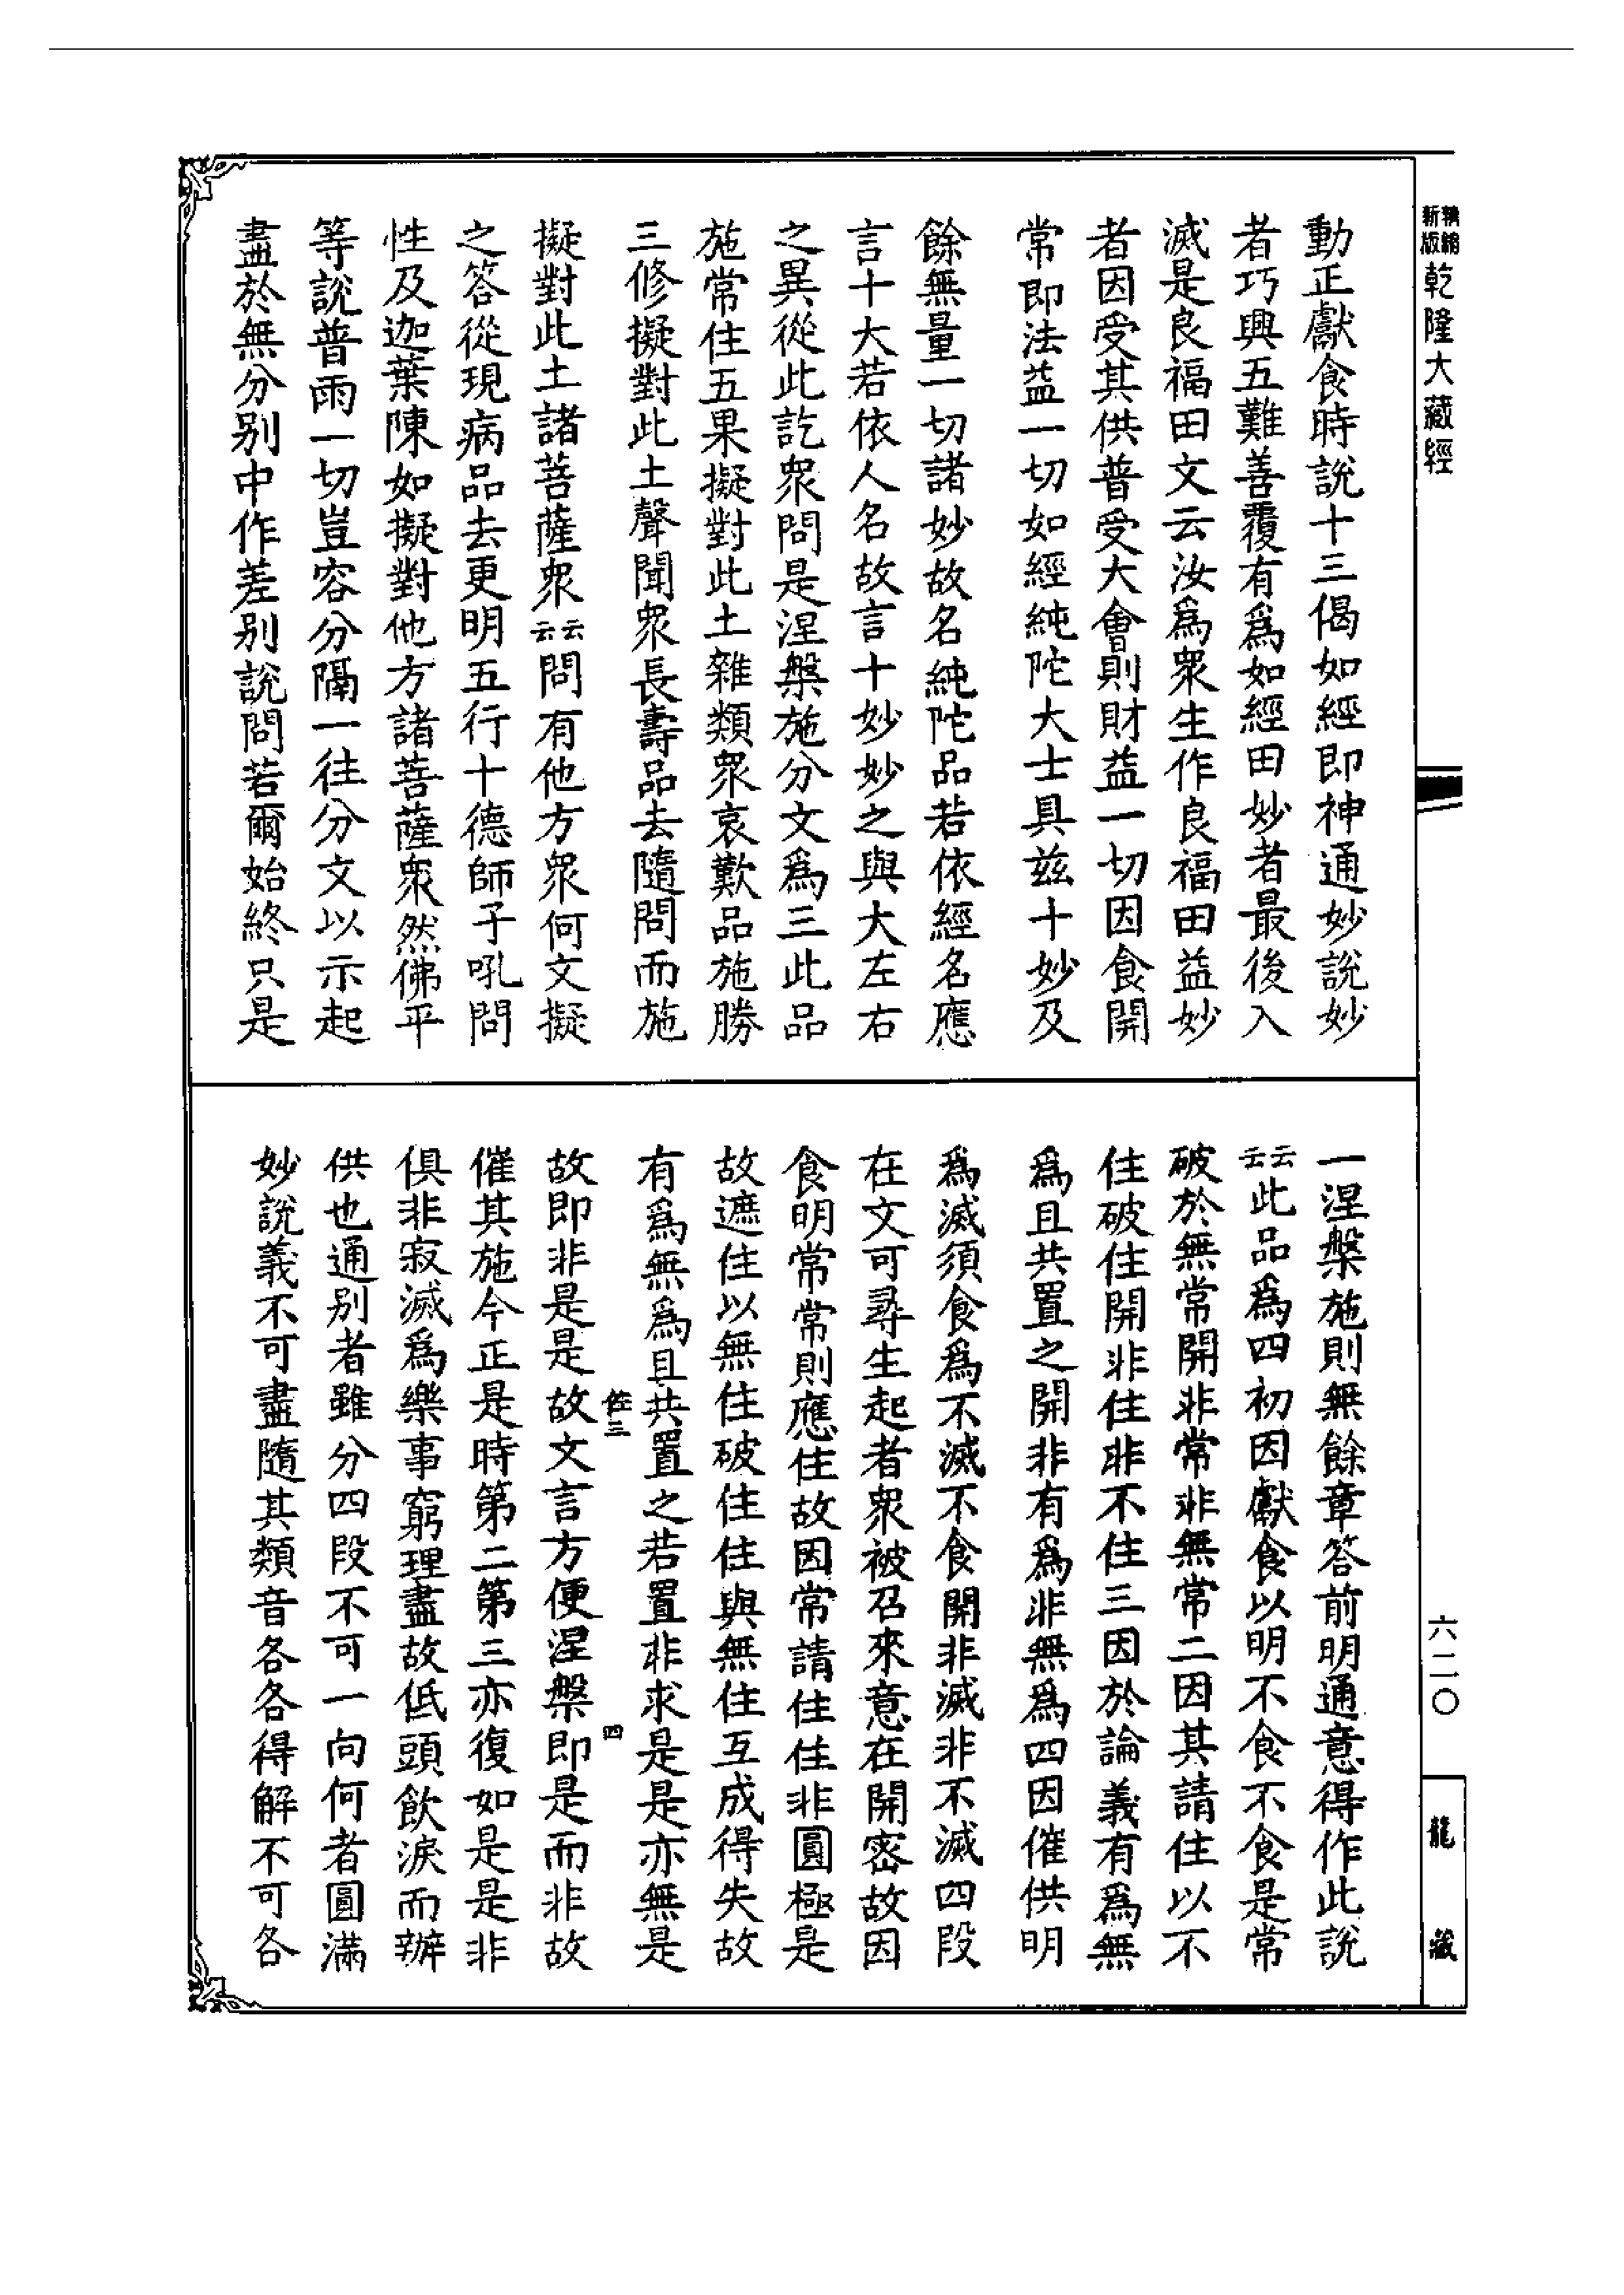 新版精縮乾隆大藏經
動正獻食時說十三偈如經即神通妙說妙
者巧興五難善覆有爲如經田妙者最後入
滅是良福田文云汝爲衆生作良福田益妙
者因受其供普受大會則財益一切因食開
常即法益一切如經純陀大士具兹十妙及
餘無量一切諸妙故名純陀品若依經名應
言十大若依人名故言十妙妙之與大左右
之異從此訖衆問是涅槃施分文爲三此品
施常住五果擬對此土雜類衆哀歎品施勝
三修擬對此土聲聞衆長壽品去隨問而施
擬對此土諸菩薩衆云云問有他方衆何文擬
之答從現病品去更明五行十德師子吼問
性及迦葉陳如擬對他方諸菩薩衆然佛平
等說普雨一切豈容分隔一往分文以示起
盡於無分別中作差別說問若爾始終只是
一涅槃施則無餘章答前明通意得作此說
云云此品爲四初因獻食以明不食不食是常
破於無常開非常非無常二因其請住以不
住破住開非住非不住三因於論義有爲無
爲且共置之開非有爲非無爲四因催供明
爲滅須食爲不滅不食開非滅非不滅四段
在文可尋生起者衆被召來意在開密故因
食明常常則應住故因常請住住非圓極是
故遮住以無住破住住與無住互成得失故
有爲無爲且共置之若置非求是是亦無是
佐三
四
故即非是是故文言方便涅槃即是而非故
催其施今正是時第二第三亦復如是是非
俱非寂滅爲樂事窮理盡故低頭飲淚而辦
供也通別者雖分四段不可一向何者圓滿
妙說義不可盡隨其類音各各得解不可各
六二〇
龍藏